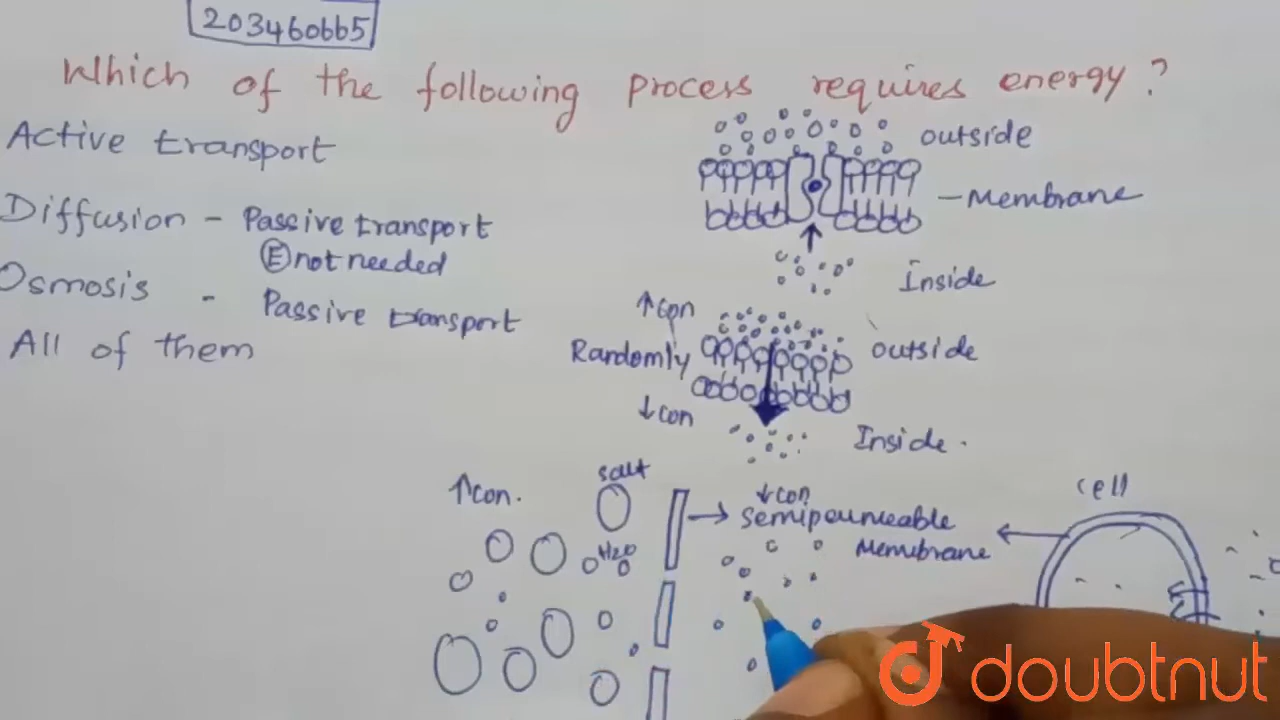 203460665
Which of the following process requires energy?
Active transport
Diffusion - Passive transport
Ⓔ not needed
Osmosis - Passive transport
All of them
outside
- Membrane
Inside
↑con
Randomly
outside
↓con
Inside.
↑con.
salt
H2O
↓con
semipermeable
Membrane
cell
doubtnut